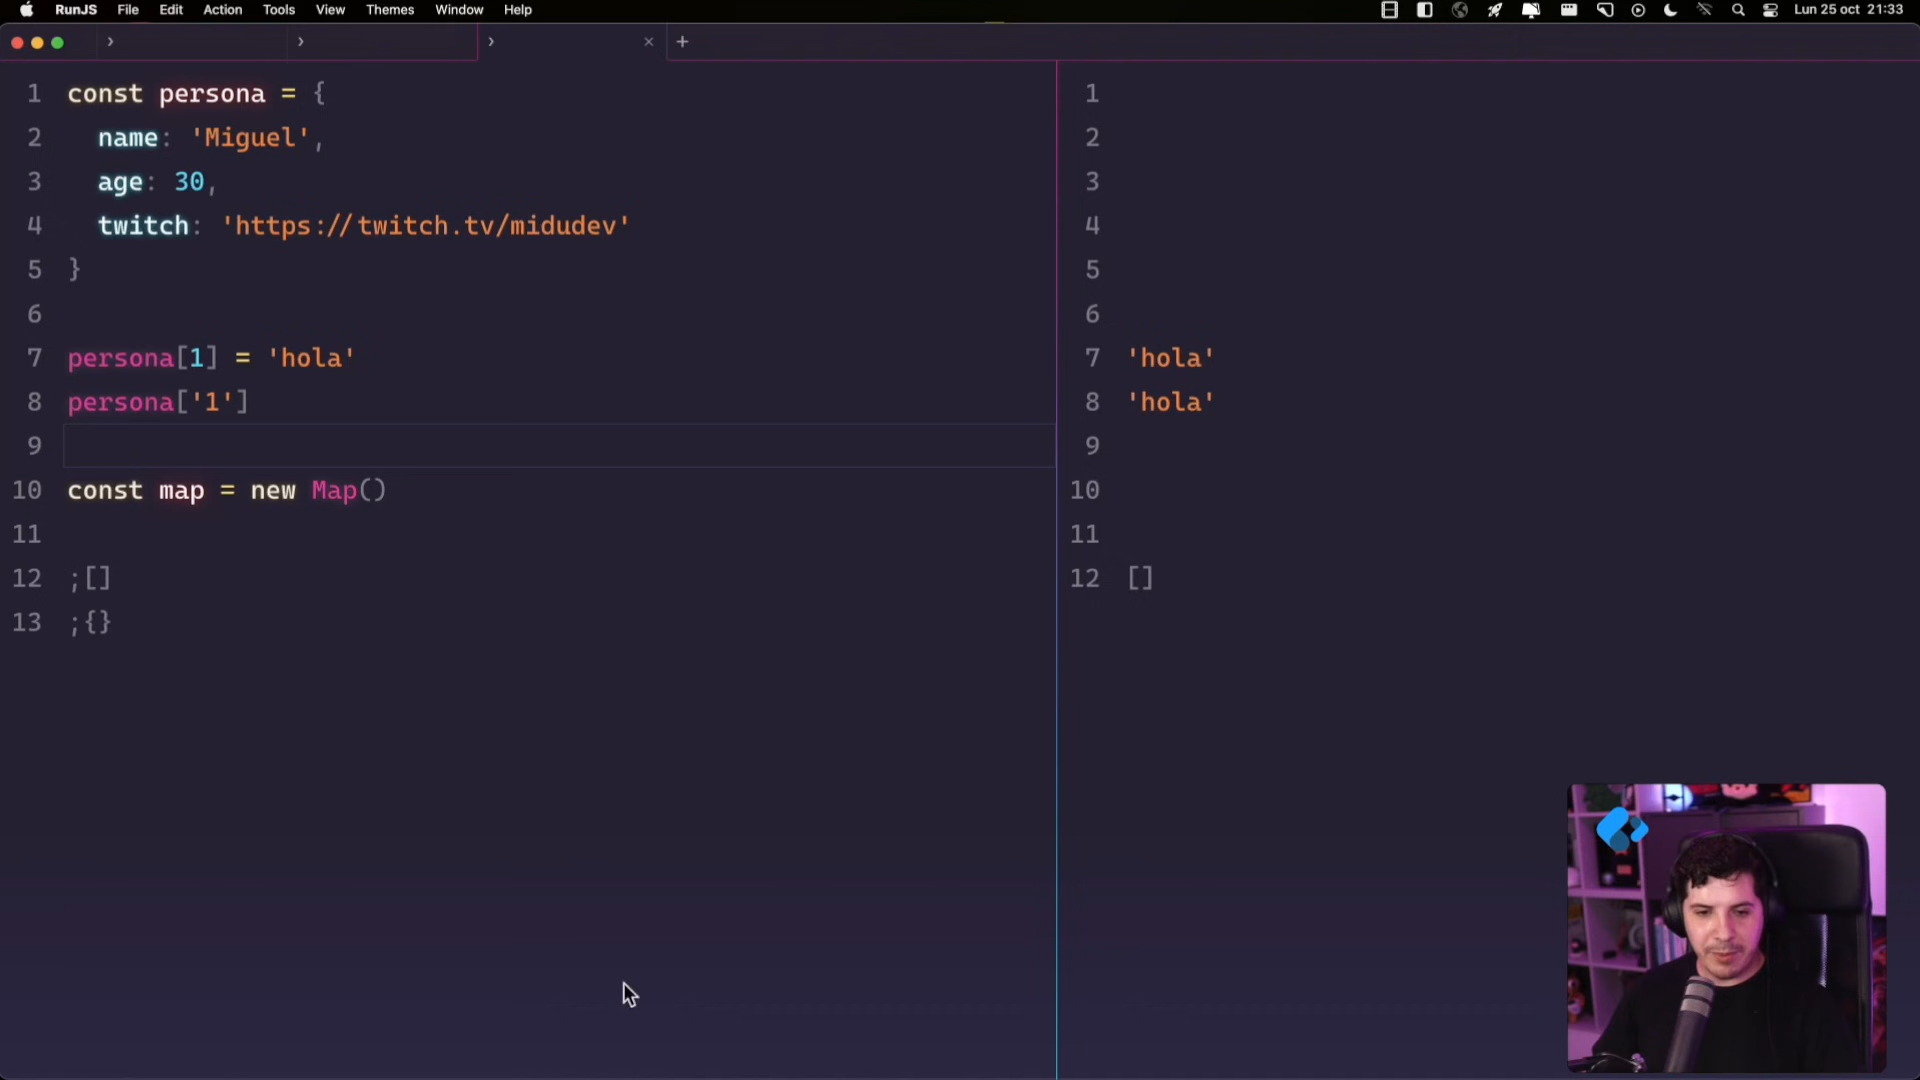 RunJS File Edit Action Tools View Themes Window Help Lun 25 oct 21:33
1 const persona = {
2 name: 'Miguel',
3 age: 30,
4 twitch: 'https://twitch.tv/midudev'
5 }
6
7 persona[1] = 'hola'
8 persona['1']
9
10 const map = new Map()
11
12 ;[]
13 ;{}
1
2
3
4
5
6
7 'hola'
8 'hola'
9
10
11
12 []